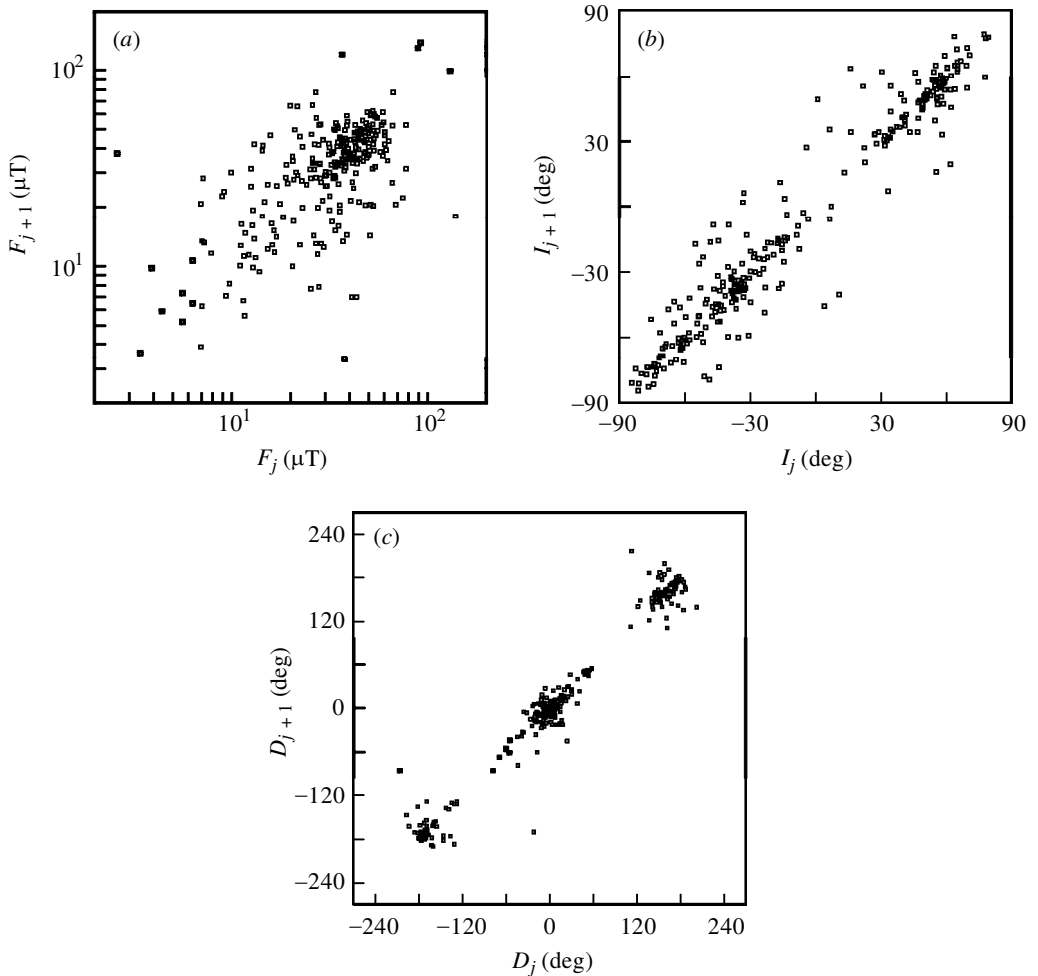 (a)
10²
10¹
F_{j+1} (μT)
10¹
10²
F_j (μT)
(b)
90
30
−30
−90
I_{j+1} (deg)
−90
−30
30
90
I_j (deg)
(c)
240
120
0
−120
−240
D_{j+1} (deg)
−240
−120
0
120
240
D_j (deg)